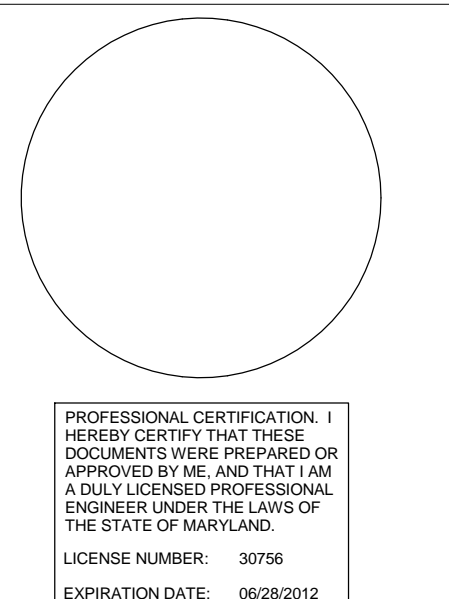 PROFESSIONAL CERTIFICATION. I
HEREBY CERTIFY THAT THESE
DOCUMENTS WERE PREPARED OR
APPROVED BY ME, AND THAT I AM
A DULY LICENSED PROFESSIONAL
ENGINEER UNDER THE LAWS OF
THE STATE OF MARYLAND.
LICENSE NUMBER: 30756
EXPIRATION DATE: 06/28/2012